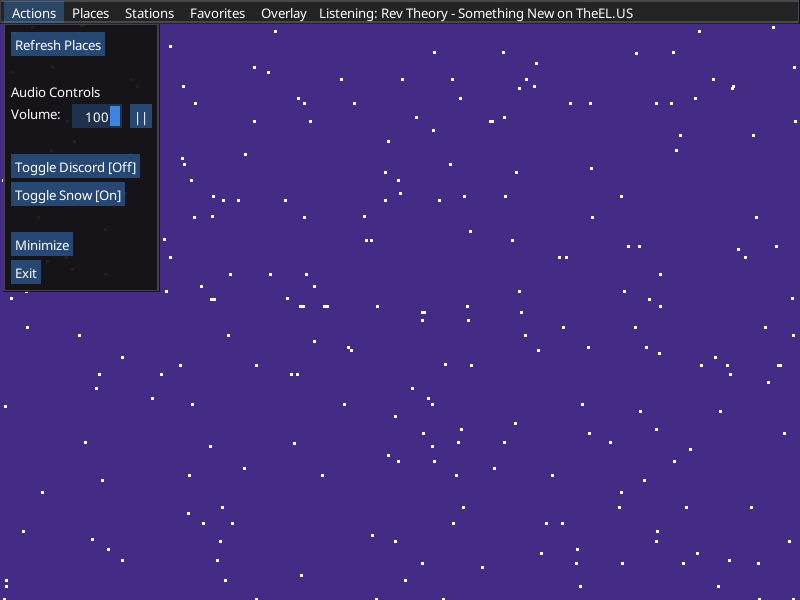 Actions Places Stations Favorites Overlay Listening: Rev Theory - Something New on TheEL.US
Refresh Places
Audio Controls
Volume: 100 ||
Toggle Discord [Off]
Toggle Snow [On]
Minimize
Exit